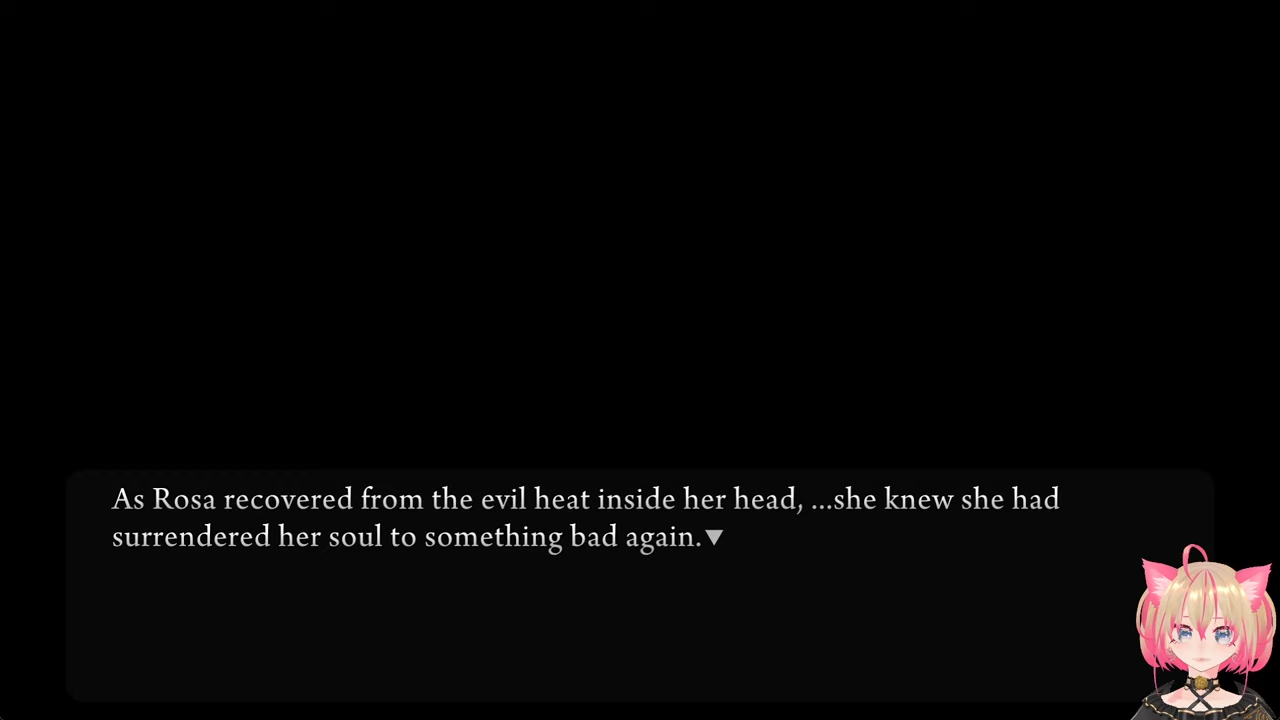 As Rosa recovered from the evil heat inside her head, ...she knew she had
surrendered her soul to something bad again.▼